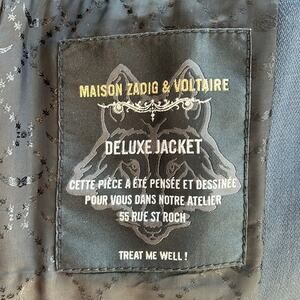 MAISON ZADIG & VOLTAIRE
DELUXE JACKET
CETTE PIÈCE A ÉTÉ PENSÉE ET DESSINÉE
POUR VOUS DANS NOTRE ATELIER
55 RUE ST ROCH
TREAT ME WELL !